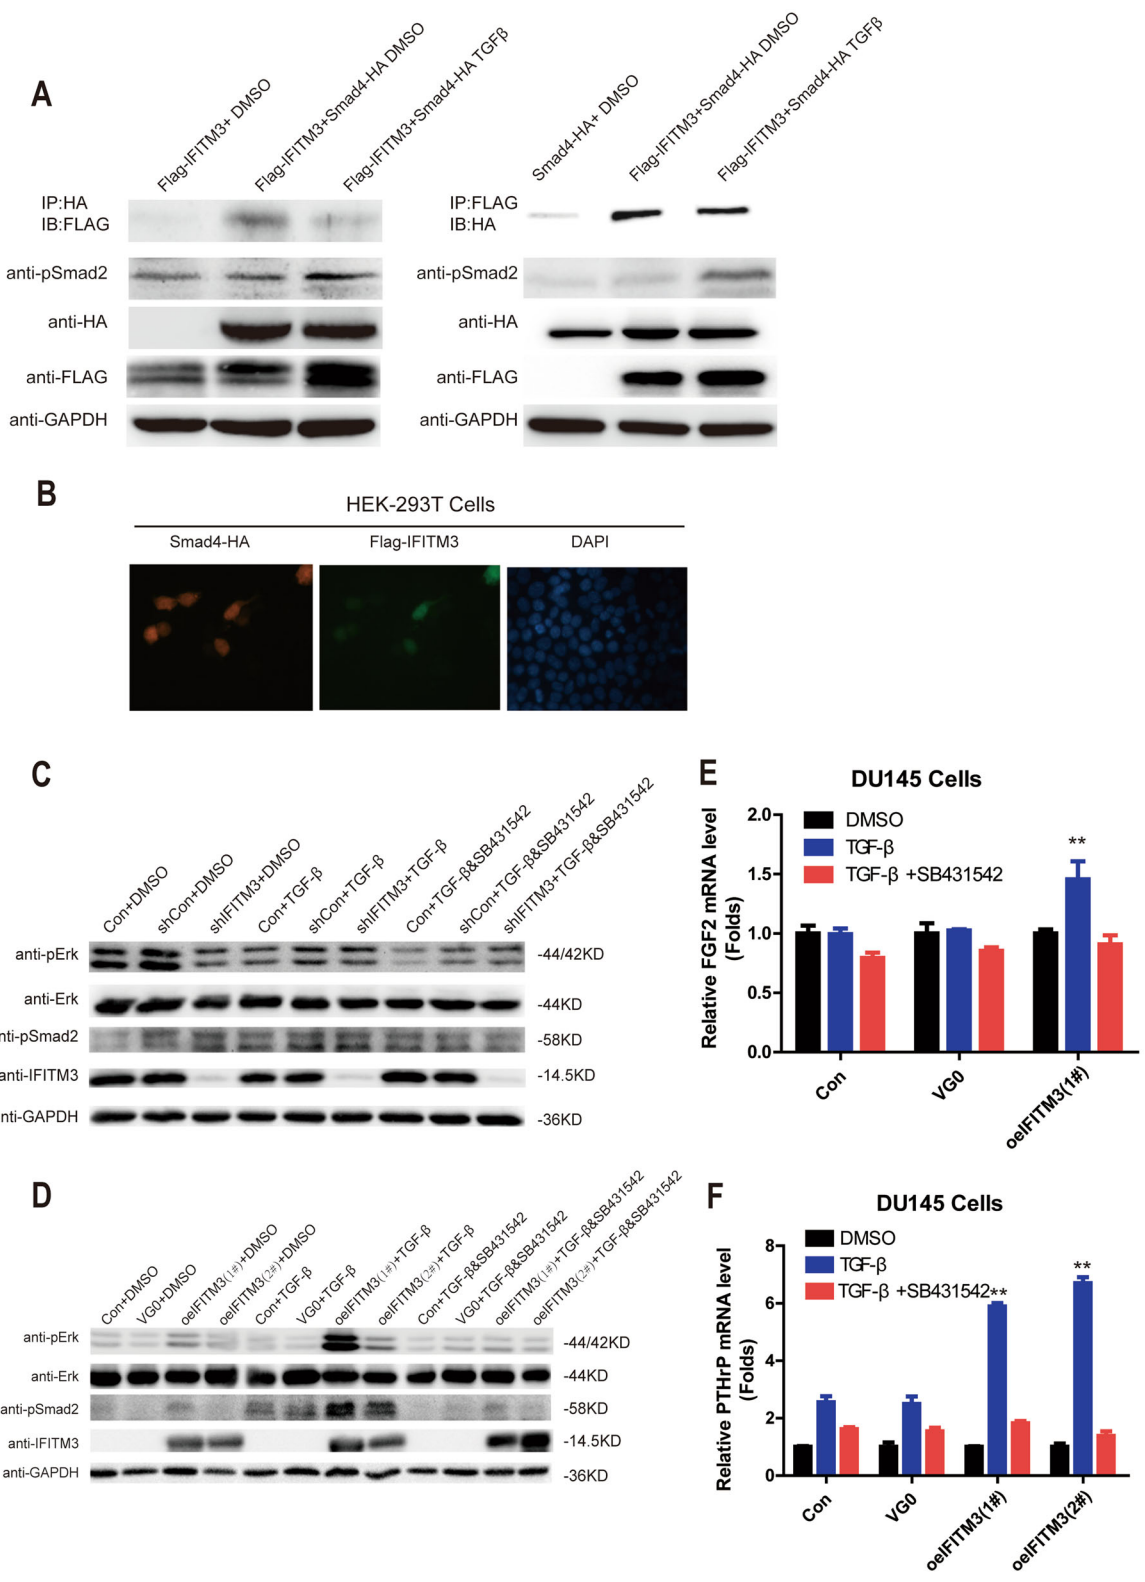 A
Flag-IFITM3+ DMSO
Flag-IFITM3+Smad4-HA DMSO
Flag-IFITM3+Smad4-HA TGFβ
IP:HA
IB:FLAG
anti-pSmad2
anti-HA
anti-FLAG
anti-GAPDH
Smad4-HA+ DMSO
Flag-IFITM3+Smad4-HA DMSO
Flag-IFITM3+Smad4-HA TGFβ
IP:FLAG
IB:HA
anti-pSmad2
anti-HA
anti-FLAG
anti-GAPDH
B
HEK-293T Cells
Smad4-HA
Flag-IFITM3
DAPI
C
Con+DMSO
shCon+DMSO
shIFITM3+DMSO
Con+TGF-β
shCon+TGF-β
shIFITM3+TGF-β
Con+TGF-β&SB431542
shCon+TGF-β&SB431542
shIFITM3+TGF-β&SB431542
anti-pErk
-44/42KD
anti-Erk
-44KD
nti-pSmad2
-58KD
anti-IFITM3
-14.5KD
nti-GAPDH
-36KD
D
Con+DMSO
VG0+DMSO
oeIFITM3(1#)+DMSO
oeIFITM3(2#)+DMSO
Con+TGF-β
VG0+TGF-β
oeIFITM3(1#)+TGF-β
oeIFITM3(2#)+TGF-β
Con+TGF-β&SB431542
VG0+TGF-β&SB431542
oeIFITM3(1#)+TGF-β&SB431542
oeIFITM3(2#)+TGF-β&SB431542
anti-pErk
-44/42KD
anti-Erk
-44KD
anti-pSmad2
-58KD
anti-IFITM3
-14.5KD
anti-GAPDH
-36KD
E
DU145 Cells
Relative FGF2 mRNA level
(Folds)
2.0
1.5
1.0
0.5
0.0
DMSO
TGF-β
TGF-β +SB431542
**
Con
VG0
oeIFITM3(1#)
F
DU145 Cells
Relative PTHrP mRNA level
(Folds)
8
6
4
2
0
DMSO
TGF-β
TGF-β +SB431542
**
**
Con
VG0
oeIFITM3(1#)
oeIFITM3(2#)